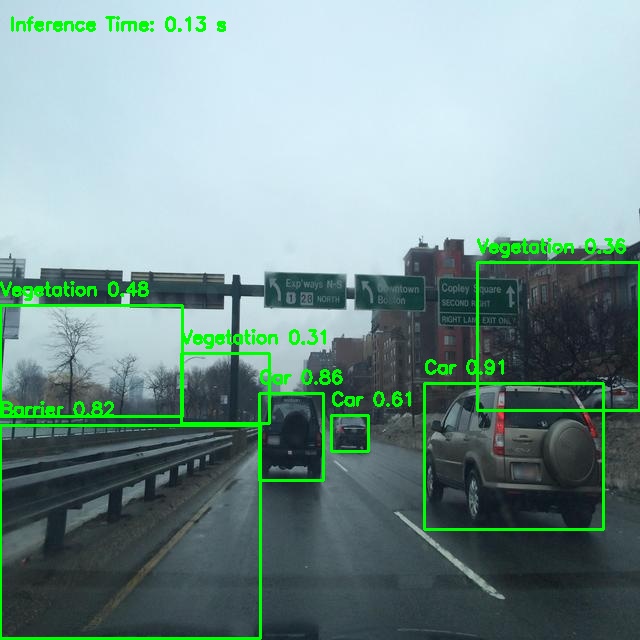 Inference Time: 0.13 s
Vegetation 0.36
Exp'ways N-S
1 28 NORTH
Downtown
Boston
Copley Square
SECOND RIGHT
RIGHT LANE EXIT ONLY
Vegetation 0.48
Vegetation 0.31
Car 0.86
Car 0.91
Car 0.61
Barrier 0.82